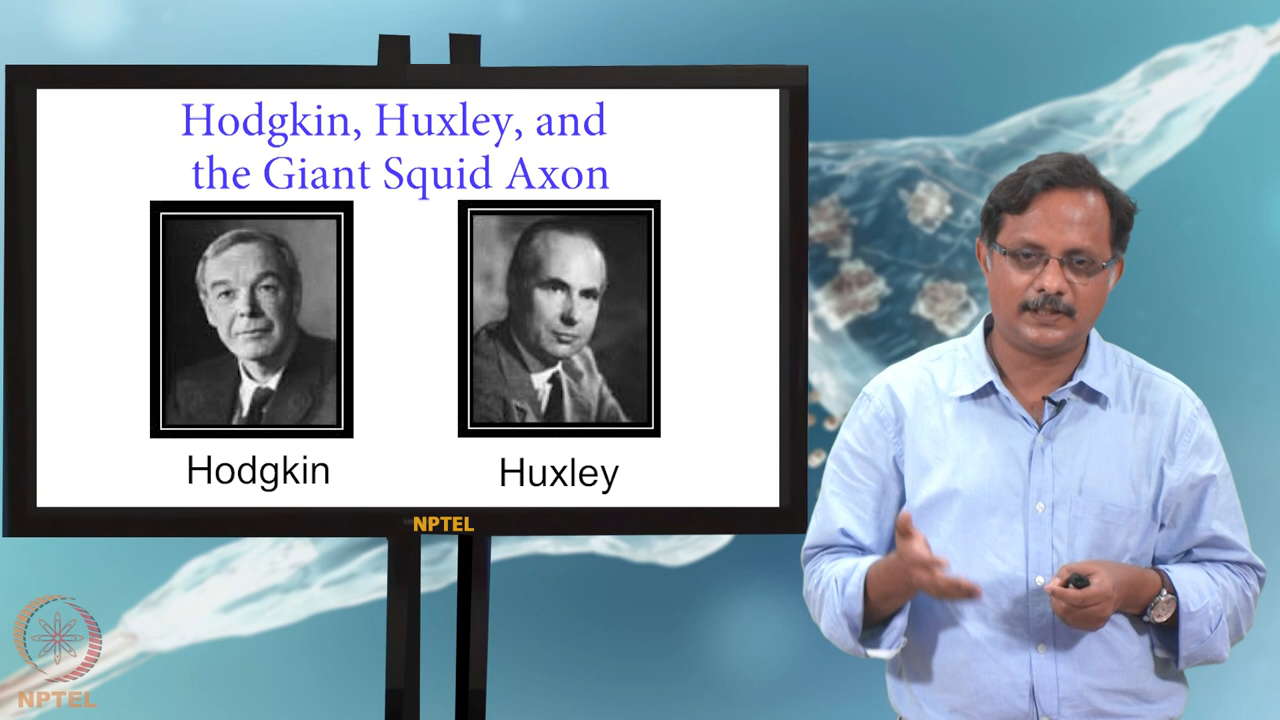 Hodgkin, Huxley, and
the Giant Squid Axon
Hodgkin
Huxley
NPTEL
NPTEL